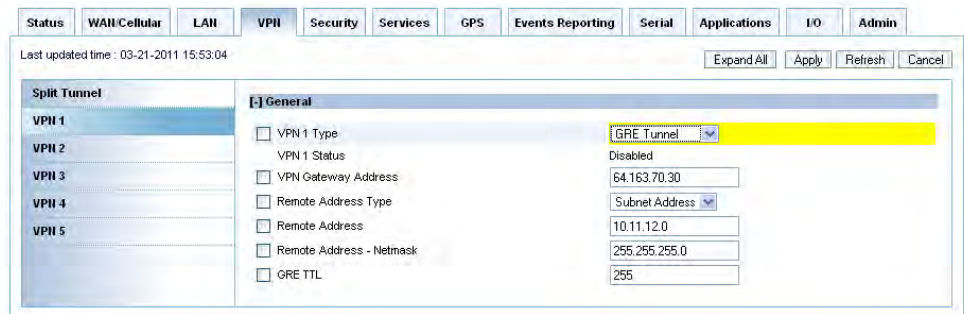 Status WAN/Cellular LAN VPN Security Services GPS Events Reporting Serial Applications I/O Admin
Last updated time : 03-21-2011 15:53:04
Expand All Apply Refresh Cancel
Split Tunnel
VPN 1
VPN 2
VPN 3
VPN 4
VPN 5
[-] General
VPN 1 Type GRE Tunnel
VPN 1 Status Disabled
VPN Gateway Address 64.163.70.30
Remote Address Type Subnet Address
Remote Address 10.11.12.0
Remote Address - Netmask 255.255.255.0
GRE TTL 255